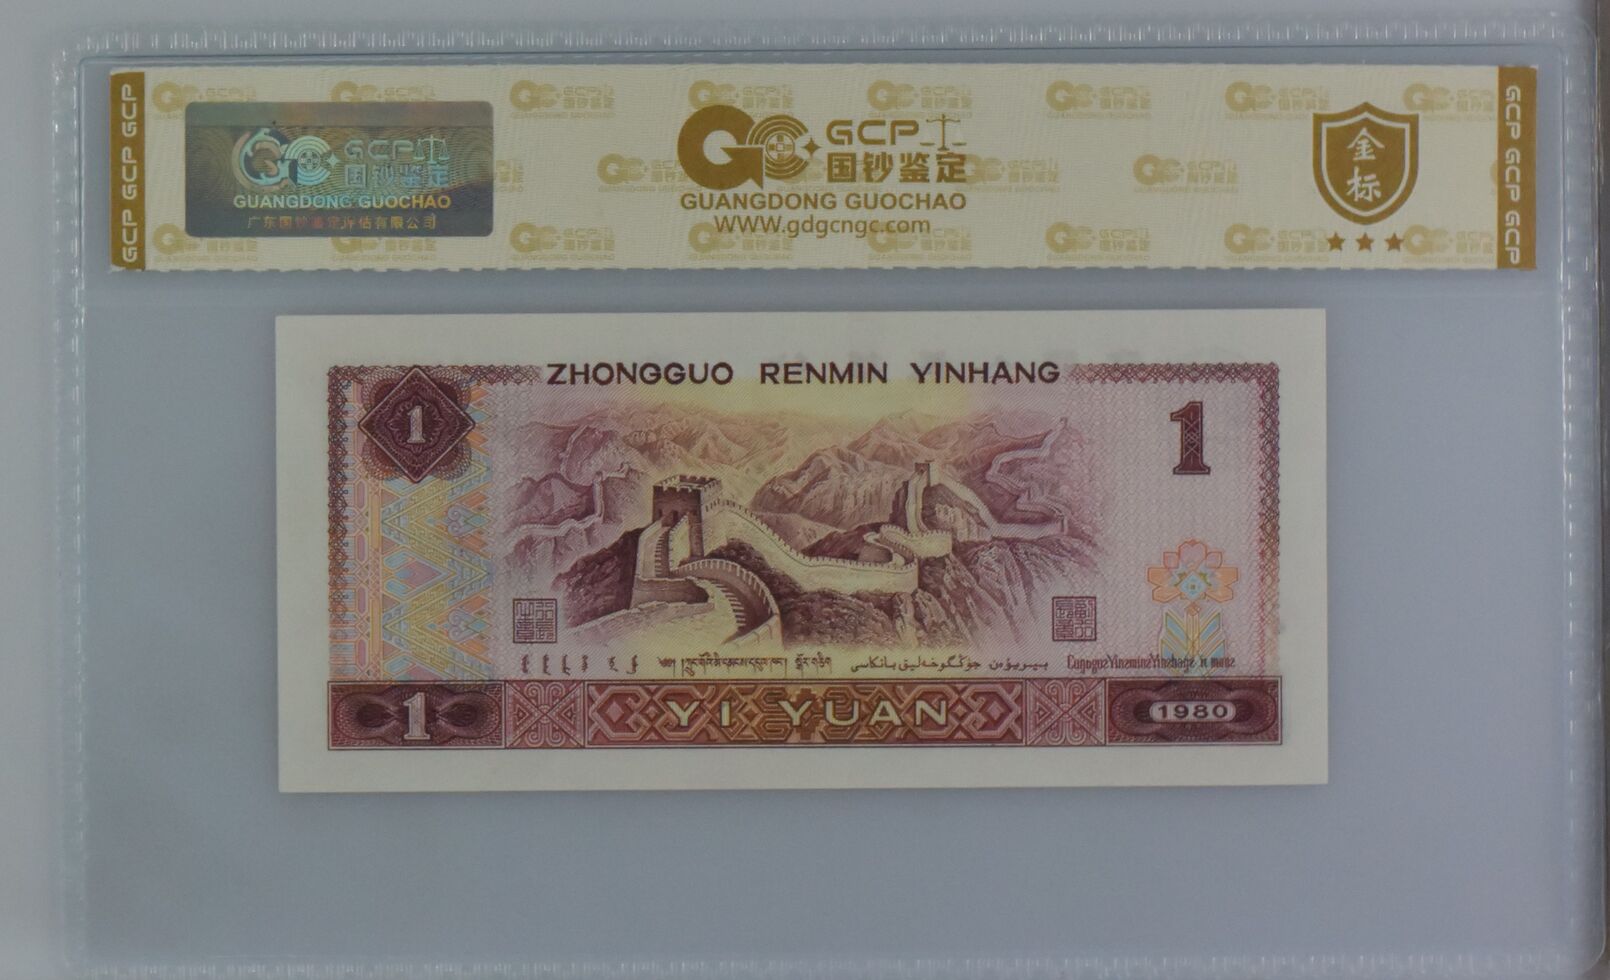 GCP GCP GCP
GCP
国钞鉴定
GUANGDONG GUOCHAO
广东国钞鉴定评估有限公司
GCP
国钞鉴定
GUANGDONG GUOCHAO
WWW.gdgcngc.com
金标
GCP GCP GCP
ZHONGGUO RENMIN YINHANG
1
1
1
YI YUAN
1980